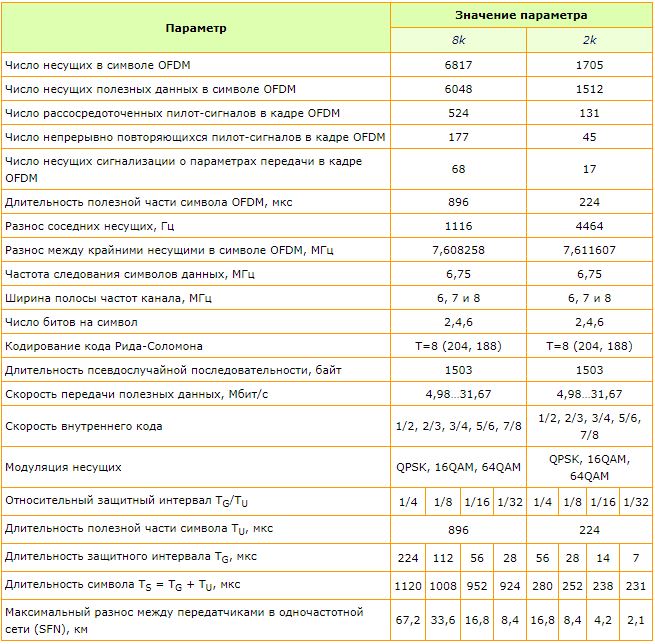 Параметр Значение параметра
8k 2k
Число несущих в символе OFDM 6817 1705
Число несущих полезных данных в символе OFDM 6048 1512
Число рассосредоточенных пилот-сигналов в кадре OFDM 524 131
Число непрерывно повторяющихся пилот-сигналов в кадре OFDM 177 45
Число несущих сигнализации о параметрах передачи в кадре
OFDM 68 17
Длительность полезной части символа OFDM, мкс 896 224
Разнос соседних несущих, Гц 1116 4464
Разнос между крайними несущими в символе OFDM, МГц 7,608258 7,611607
Частота следования символов данных, МГц 6,75 6,75
Ширина полосы частот канала, МГц 6, 7 и 8 6, 7 и 8
Число битов на символ 2,4,6 2,4,6
Кодирование кода Рида-Соломона T=8 (204, 188) T=8 (204, 188)
Длительность псевдослучайной последовательности, байт 1503 1503
Скорость передачи полезных данных, Мбит/с 4,98...31,67 4,98...31,67
Скорость внутреннего кода 1/2, 2/3, 3/4, 5/6, 7/8 1/2, 2/3, 3/4, 5/6,
7/8
Модуляция несущих QPSK, 16QAM, 64QAM QPSK, 16QAM,
64QAM
Относительный защитный интервал TG/TU 1/4 1/8 1/16 1/32 1/4 1/8 1/16 1/32
Длительность полезной части символа TU, мкс 896 224
Длительность защитного интервала TG, мкс 224 112 56 28 56 28 14 7
Длительность символа TS = TG + TU, мкс 1120 1008 952 924 280 252 238 231
Максимальный разнос между передатчиками в одночастотной
сети (SFN), км 67,2 33,6 16,8 8,4 16,8 8,4 4,2 2,1